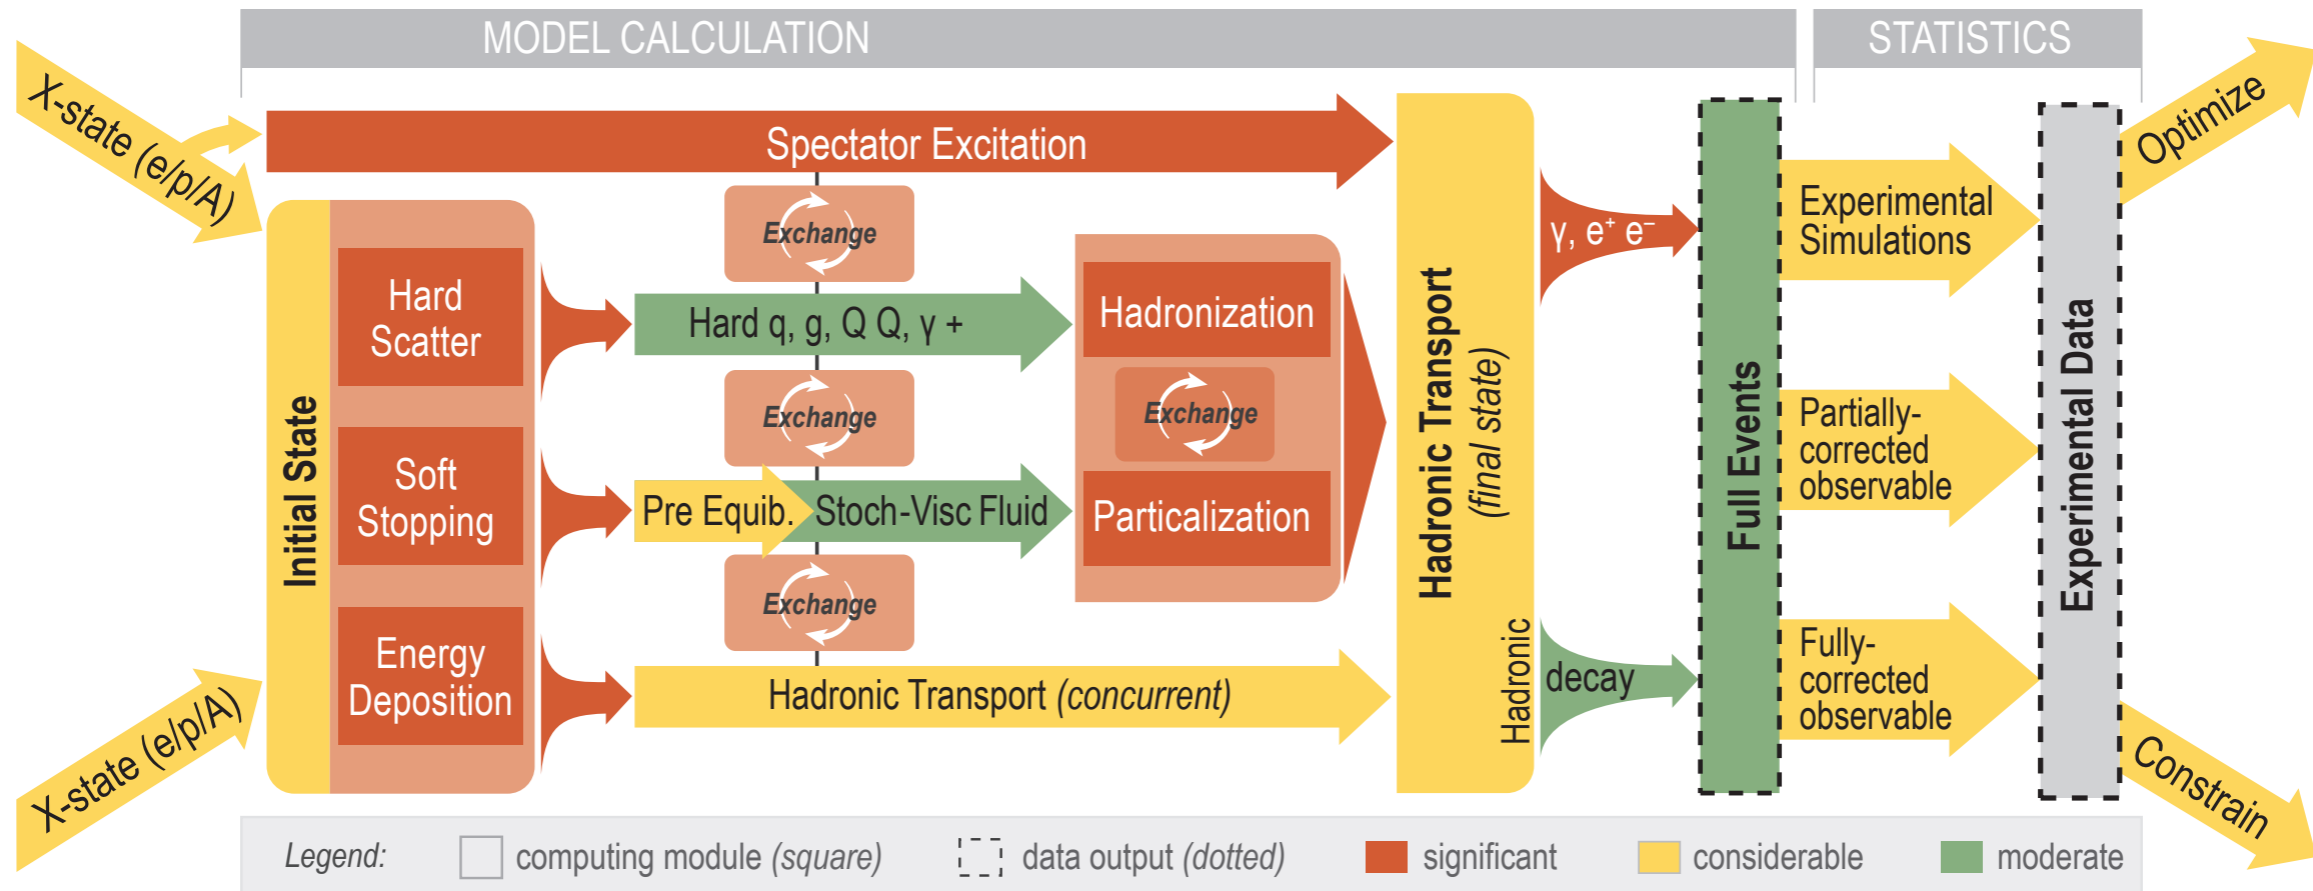 MODEL CALCULATION
STATISTICS
X-state (e/p/A)
X-state (e/p/A)
Spectator Excitation
Initial State
Hard
Scatter
Soft
Stopping
Energy
Deposition
Exchange
Hard q, g, Q Q, γ +
Exchange
Pre Equib.
Stoch-Visc Fluid
Exchange
Hadronic Transport (concurrent)
Hadronization
Exchange
Particalization
Hadronic Transport
(final state)
γ, e⁺ e⁻
Hadronic
decay
Full Events
Experimental
Simulations
Partially-
corrected
observable
Fully-
corrected
observable
Experimental Data
Optimize
Constrain
Legend:
computing module (square)
data output (dotted)
significant
considerable
moderate